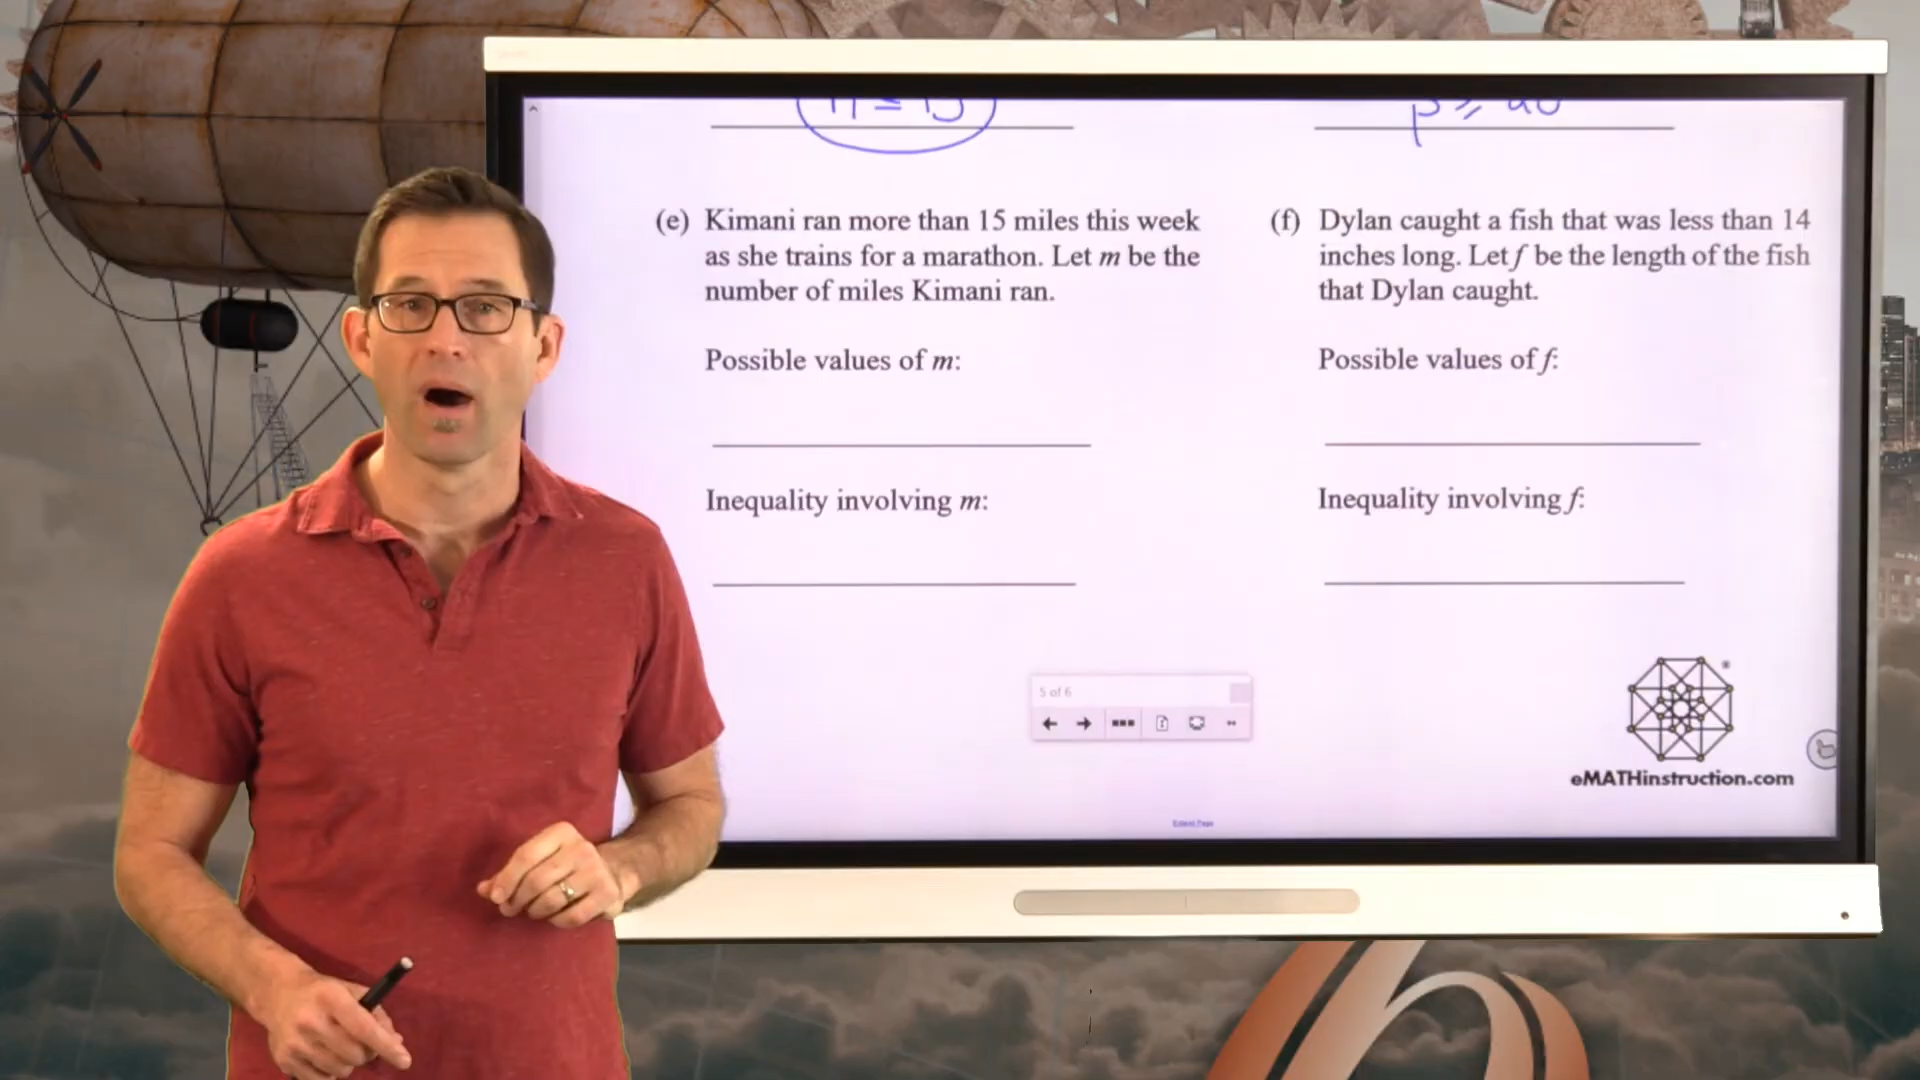 (e) Kimani ran more than 15 miles this week
as she trains for a marathon. Let m be the
number of miles Kimani ran.
Possible values of m:
Inequality involving m:
(f) Dylan caught a fish that was less than 14
inches long. Let f be the length of the fish
that Dylan caught.
Possible values of f:
Inequality involving f:
5 of 6
eMATHinstruction.com
Extend Page